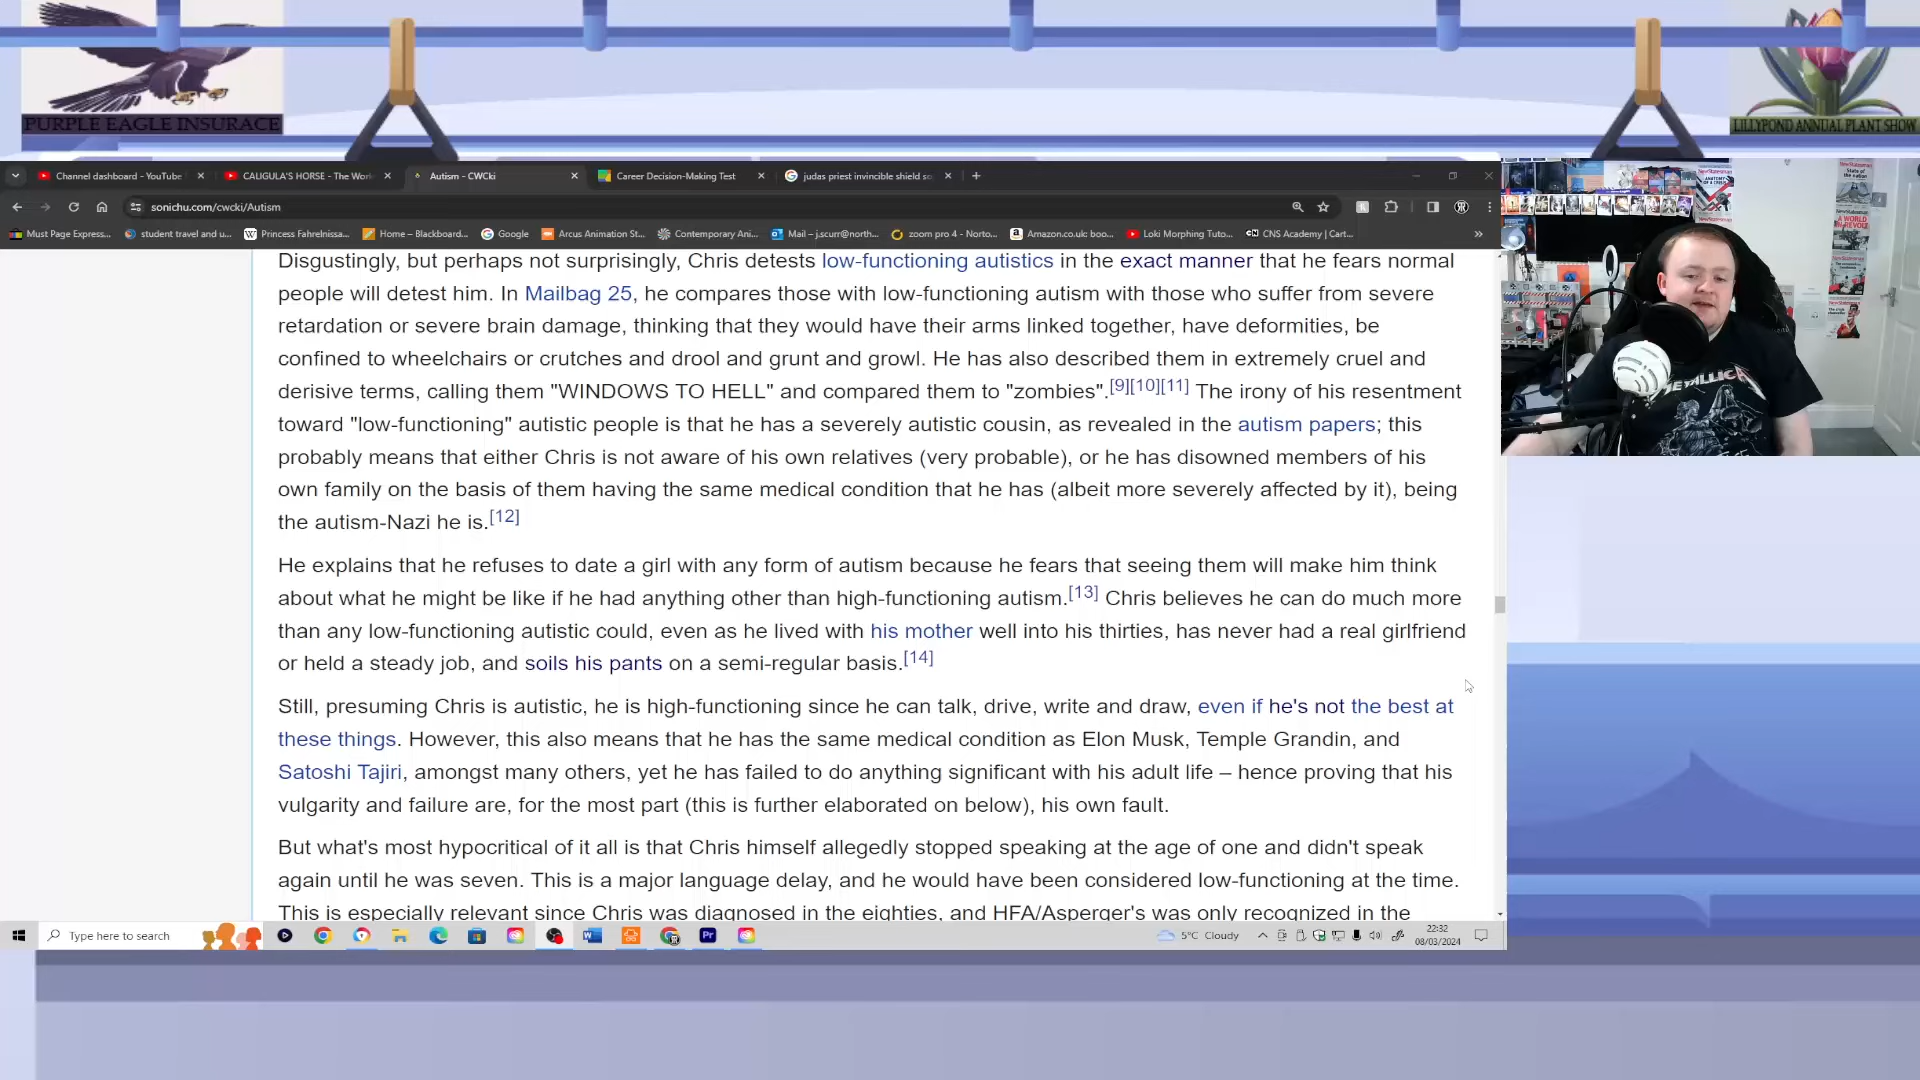 PURPLE EAGLE INSURACE
LILLYPOND ANNUAL PLANT SHOW
Channel dashboard - YouTube
CALIGULA'S HORSE - The Wor
Autism - CWCki
Career Decision-Making Test
judas priest invincible shield so
sonichu.com/cwcki/Autism
Must Page Express...
student travel and u...
Princess Fahrelnissa...
Home – Blackboard...
Google
Arcus Animation St...
Contemporary Ani...
Mail – j.scurr@north...
zoom pro 4 - Norto...
Amazon.co.uk: boo...
Loki Morphing Tuto...
CNS Academy | Cart...
Disgustingly, but perhaps not surprisingly, Chris detests low-functioning autistics in the exact manner that he fears normal
people will detest him. In Mailbag 25, he compares those with low-functioning autism with those who suffer from severe
retardation or severe brain damage, thinking that they would have their arms linked together, have deformities, be
confined to wheelchairs or crutches and drool and grunt and growl. He has also described them in extremely cruel and
derisive terms, calling them "WINDOWS TO HELL" and compared them to "zombies".[9][10][11] The irony of his resentment
toward "low-functioning" autistic people is that he has a severely autistic cousin, as revealed in the autism papers; this
probably means that either Chris is not aware of his own relatives (very probable), or he has disowned members of his
own family on the basis of them having the same medical condition that he has (albeit more severely affected by it), being
the autism-Nazi he is.[12]
He explains that he refuses to date a girl with any form of autism because he fears that seeing them will make him think
about what he might be like if he had anything other than high-functioning autism.[13] Chris believes he can do much more
than any low-functioning autistic could, even as he lived with his mother well into his thirties, has never had a real girlfriend
or held a steady job, and soils his pants on a semi-regular basis.[14]
Still, presuming Chris is autistic, he is high-functioning since he can talk, drive, write and draw, even if he's not the best at
these things. However, this also means that he has the same medical condition as Elon Musk, Temple Grandin, and
Satoshi Tajiri, amongst many others, yet he has failed to do anything significant with his adult life – hence proving that his
vulgarity and failure are, for the most part (this is further elaborated on below), his own fault.
But what's most hypocritical of it all is that Chris himself allegedly stopped speaking at the age of one and didn't speak
again until he was seven. This is a major language delay, and he would have been considered low-functioning at the time.
This is especially relevant since Chris was diagnosed in the eighties, and HFA/Asperger's was only recognized in the
Type here to search
5°C Cloudy
22:32
08/03/2024
METALLICA
NewStatesman
State of the nation
A WORLD IN REVOLT